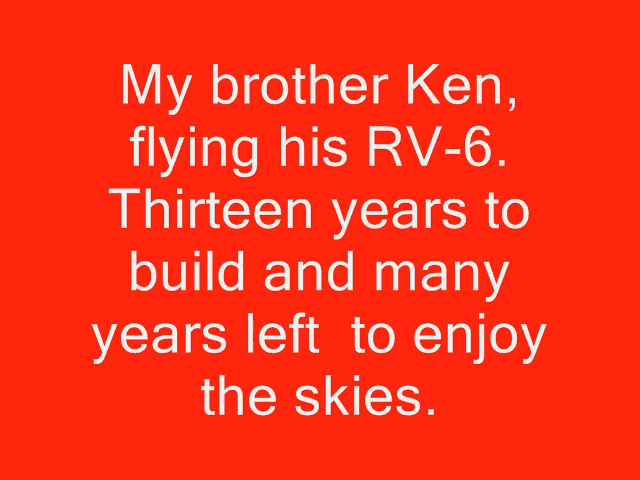 My brother Ken,
flying his RV-6.
Thirteen years to
build and many
years left  to enjoy
the skies.